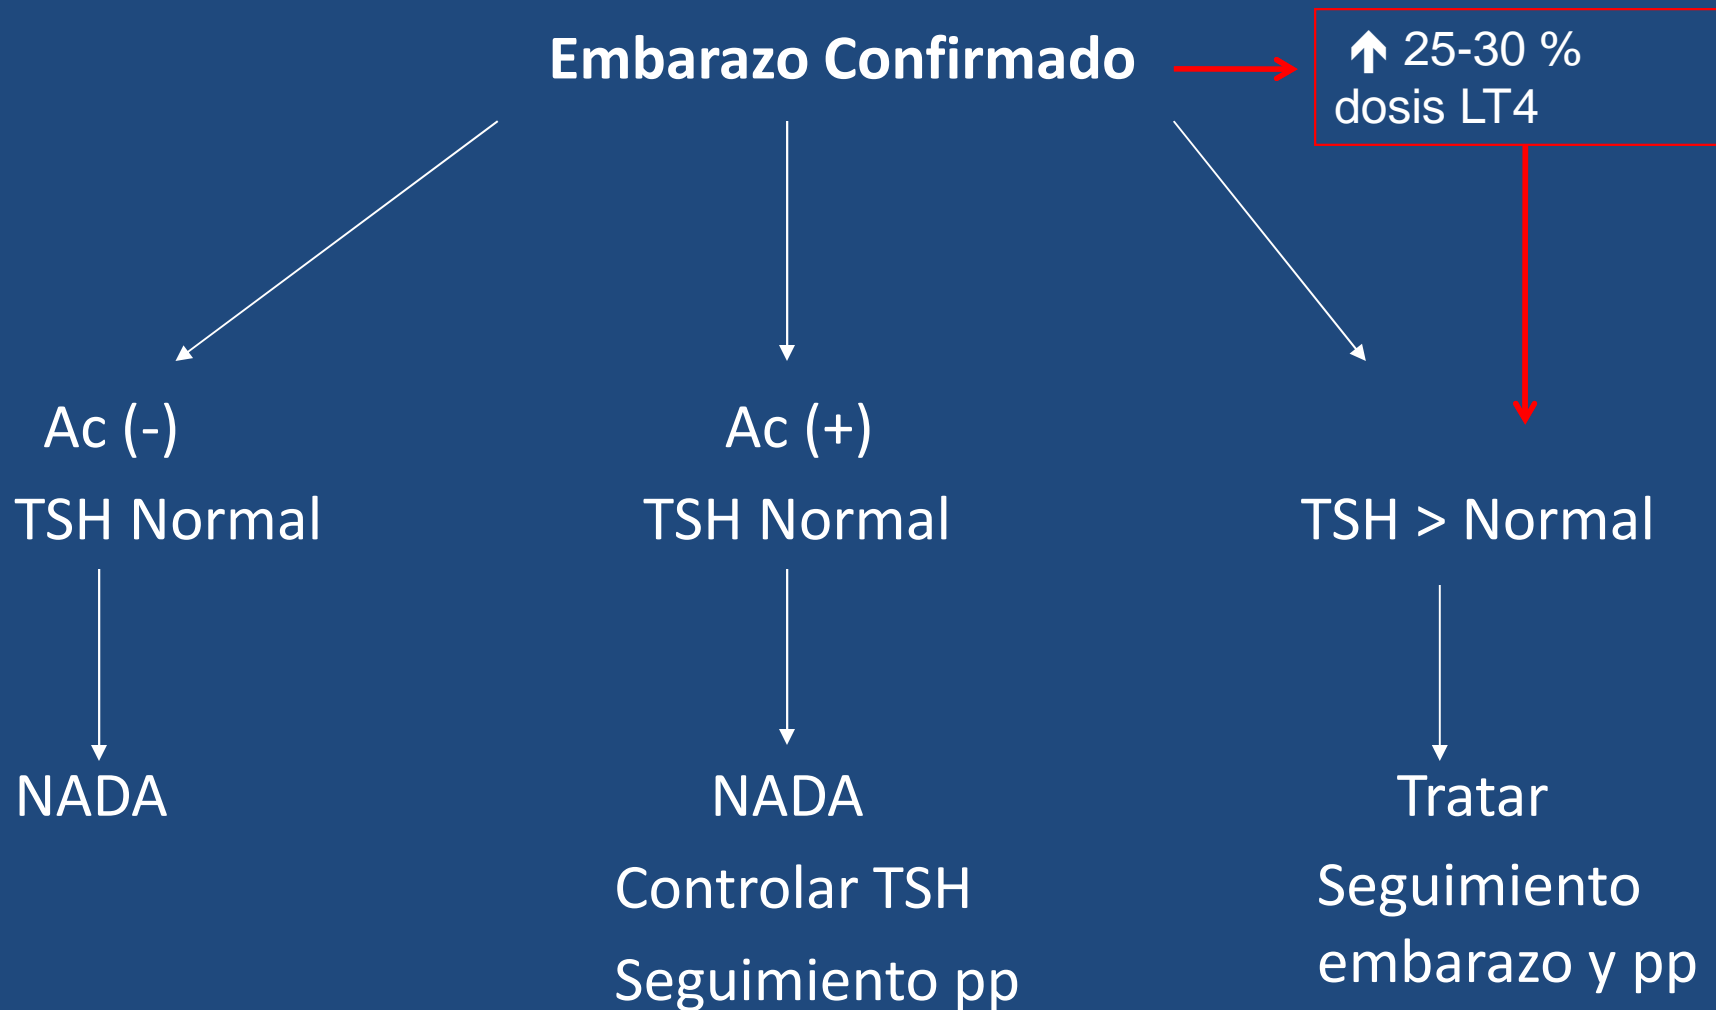 Embarazo Confirmado
↑ 25-30 %
dosis LT4
Ac (-)
TSH Normal
NADA
Ac (+)
TSH Normal
NADA
Controlar TSH
Seguimiento pp
TSH > Normal
Tratar
Seguimiento
embarazo y pp